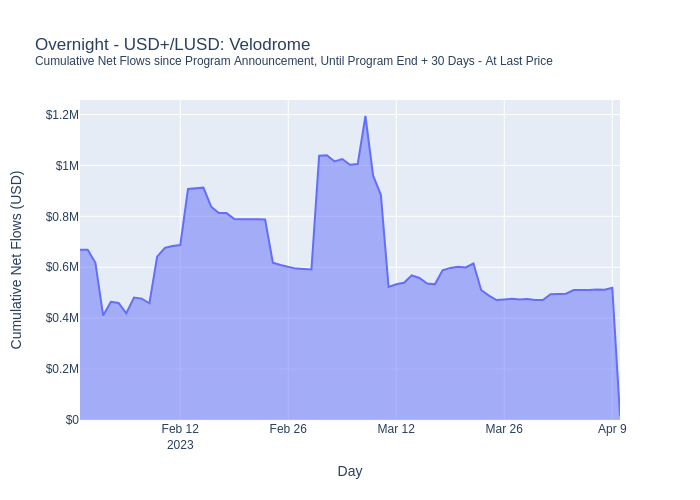 Overnight - USD+/LUSD: Velodrome
Cumulative Net Flows since Program Announcement, Until Program End + 30 Days - At Last Price
Cumulative Net Flows (USD)
$1.2M
$1M
$0.8M
$0.6M
$0.4M
$0.2M
$0
Feb 12
2023
Feb 26
Mar 12
Mar 26
Apr 9
Day